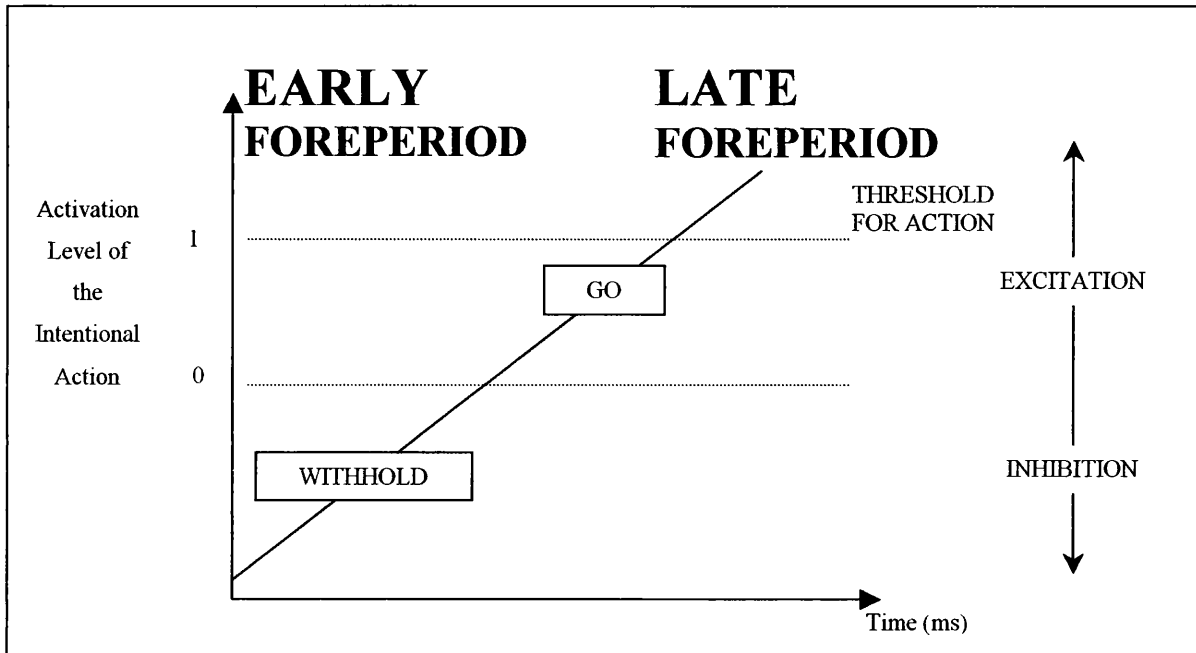 EARLY
FOREPERIOD
LATE
FOREPERIOD
Activation
Level of
the
Intentional
Action
1
0
THRESHOLD
FOR ACTION
GO
WITHHOLD
EXCITATION
INHIBITION
Time (ms)